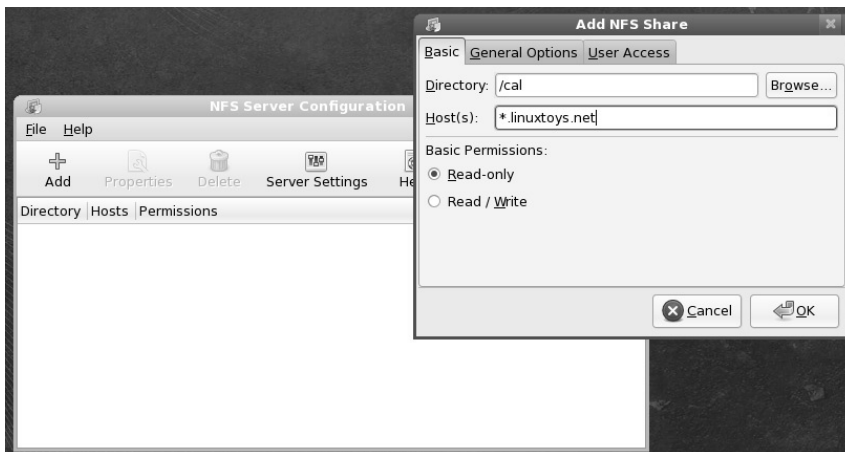 Add NFS Share
Basic General Options User Access
Directory: /cal Browse...
Host(s): *.linuxtoys.net
Basic Permissions:
Read-only
Read / Write
Cancel OK
NFS Server Configuration
File Help
Add Properties Delete Server Settings He
Directory Hosts Permissions